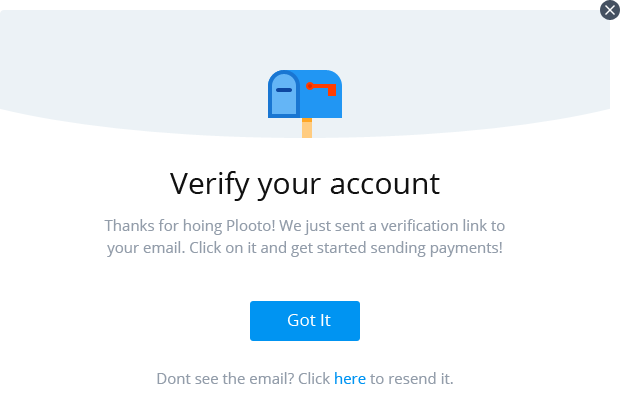 Verify your account
Thanks for hoing Plooto! We just sent a verification link to
your email. Click on it and get started sending payments!
Got It
Dont see the email? Click here to resend it.